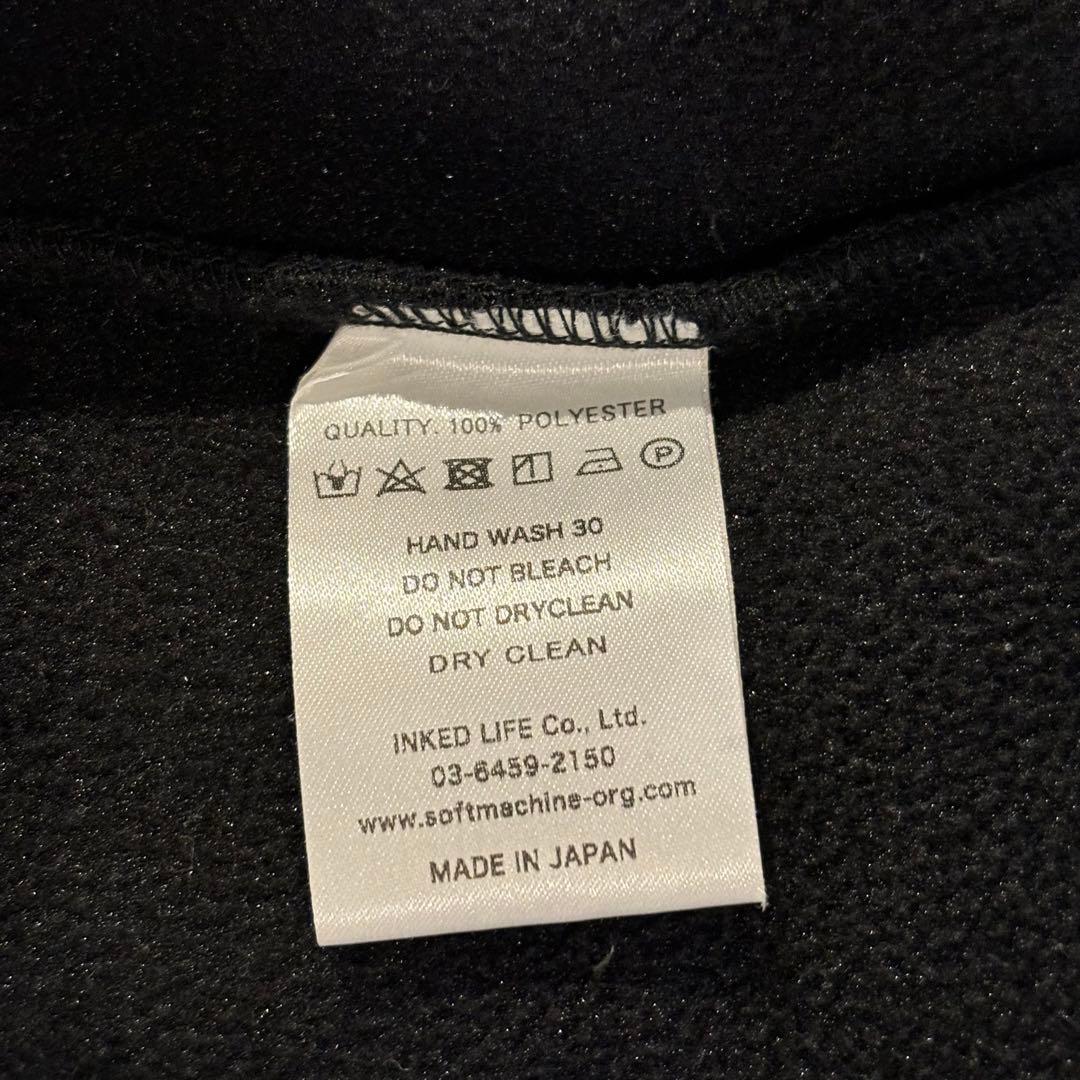 QUALITY. 100% POLYESTER
P
HAND WASH 30
DO NOT BLEACH
DO NOT DRYCLEAN
DRY CLEAN
INKED LIFE Co., Ltd.
03-6459-2150
www.softmachine-org.com
MADE IN JAPAN